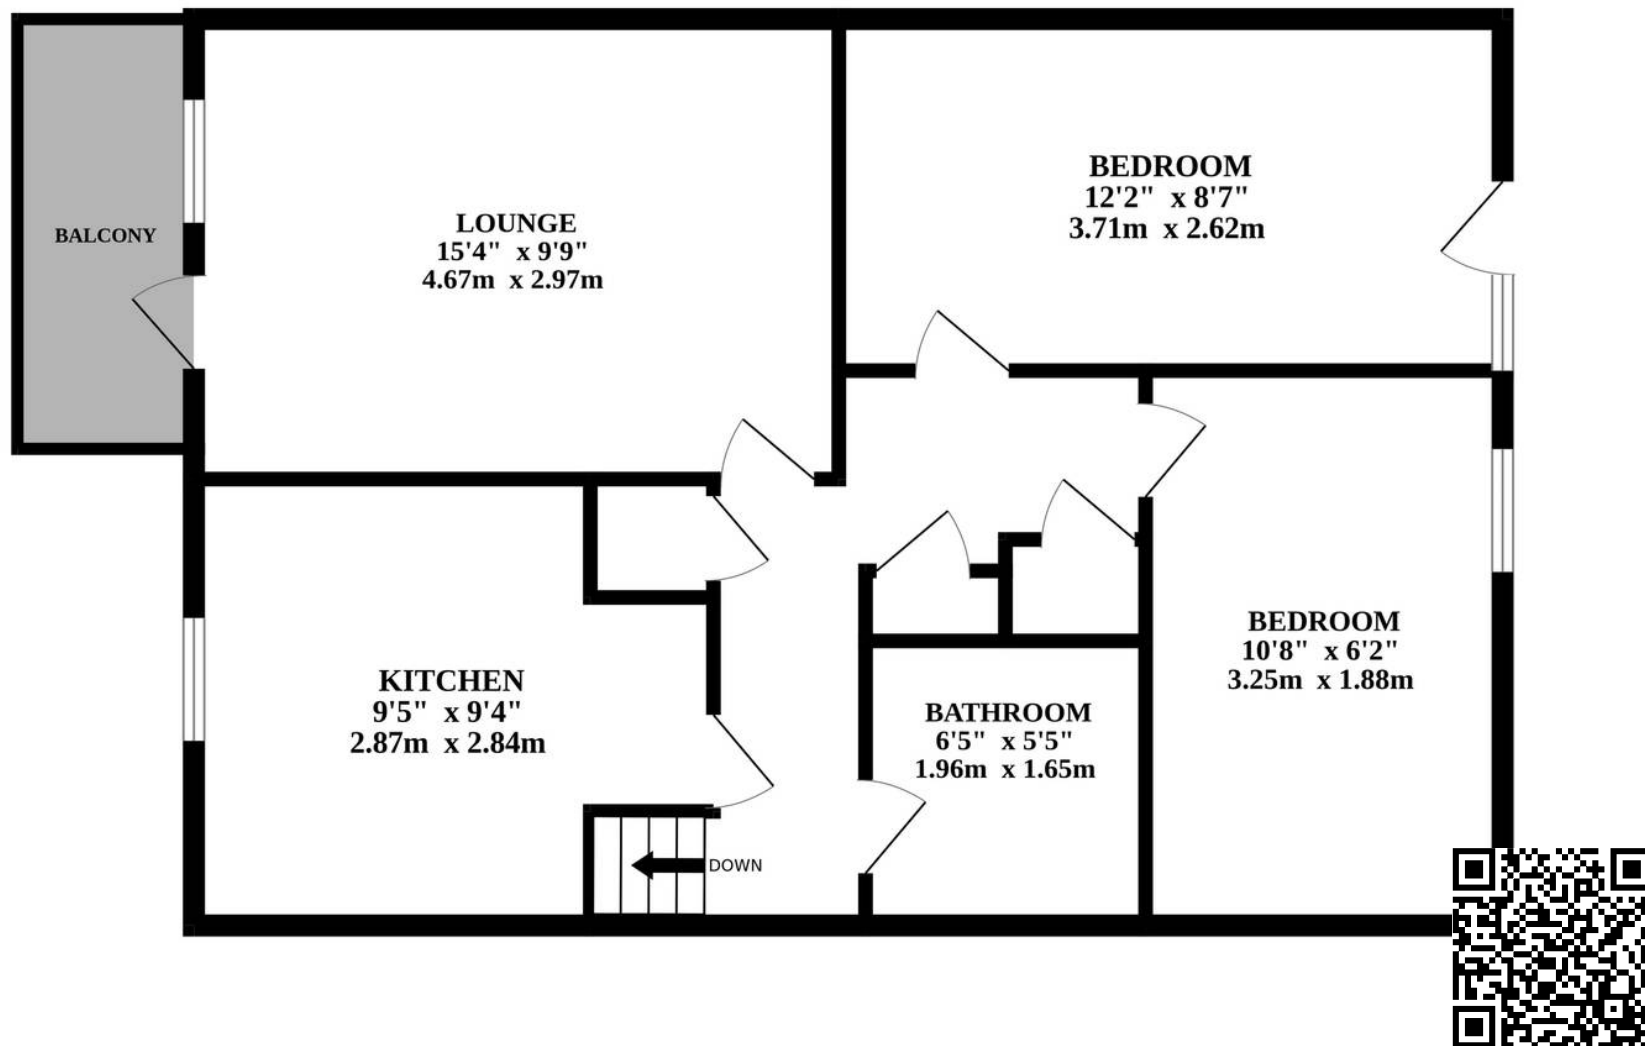 BALCONY
LOUNGE
15'4" x 9'9"
4.67m x 2.97m
BEDROOM
12'2" x 8'7"
3.71m x 2.62m
KITCHEN
9'5" x 9'4"
2.87m x 2.84m
DOWN
BATHROOM
6'5" x 5'5"
1.96m x 1.65m
BEDROOM
10'8" x 6'2"
3.25m x 1.88m